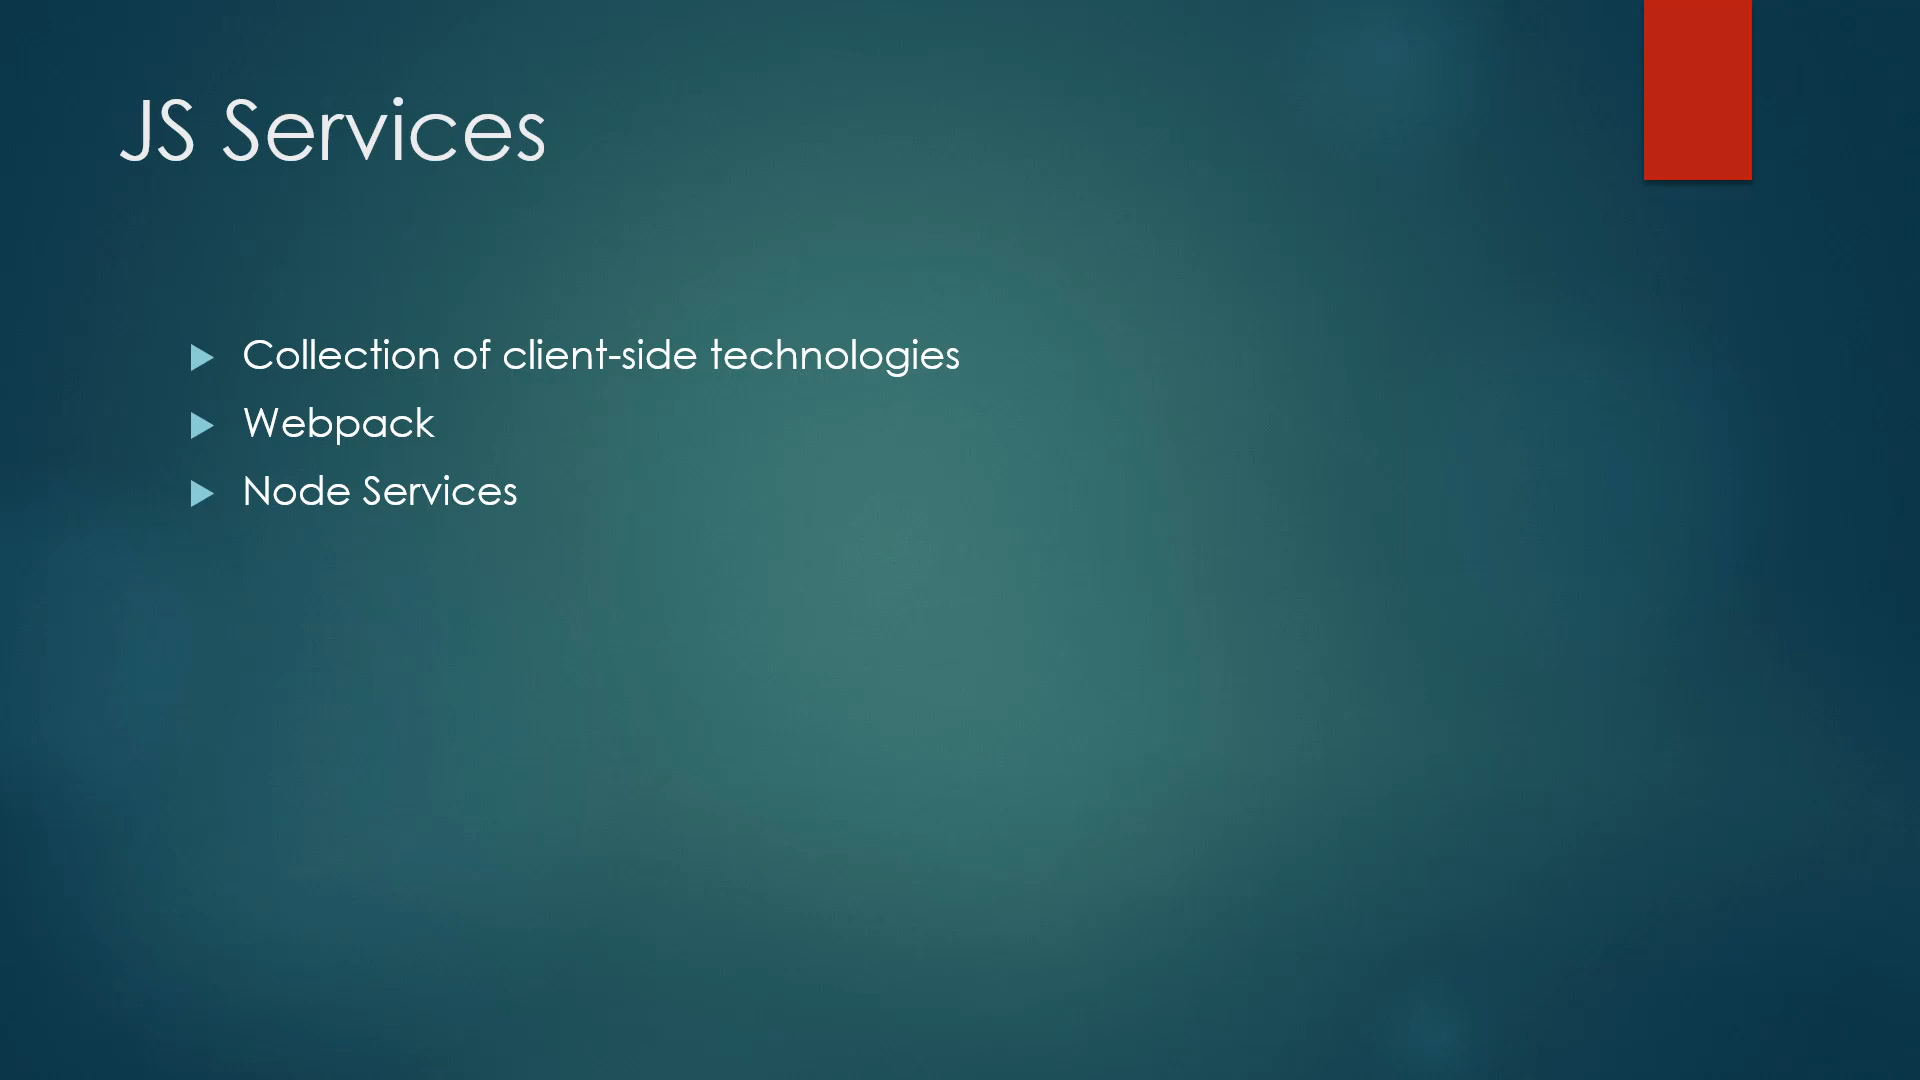 JS Services
Collection of client-side technologies
Webpack
Node Services